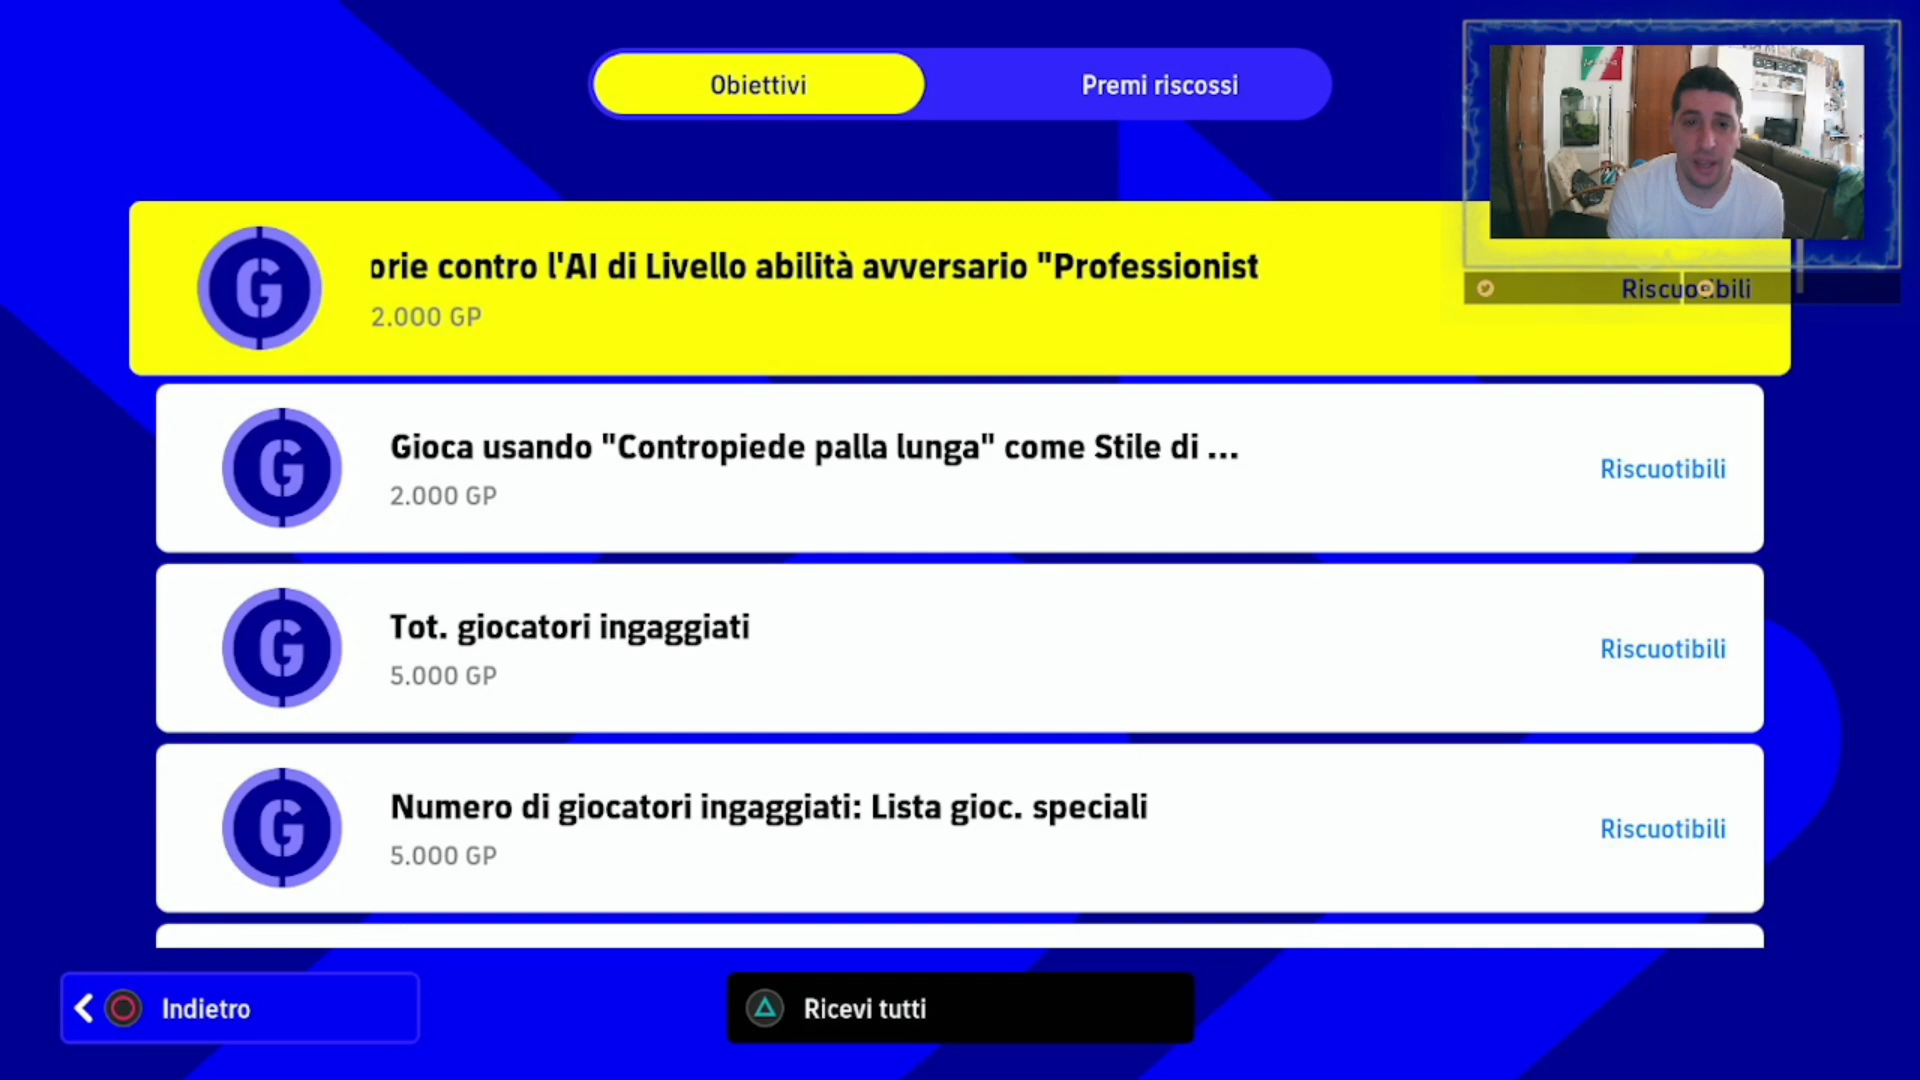 Obiettivi
Premi riscossi
orie contro l'AI di Livello abilità avversario "Professionist
2.000 GP
Riscuotibili
Gioca usando "Contropiede palla lunga" come Stile di ...
2.000 GP
Riscuotibili
Tot. giocatori ingaggiati
5.000 GP
Riscuotibili
Numero di giocatori ingaggiati: Lista gioc. speciali
5.000 GP
Riscuotibili
Indietro
Ricevi tutti